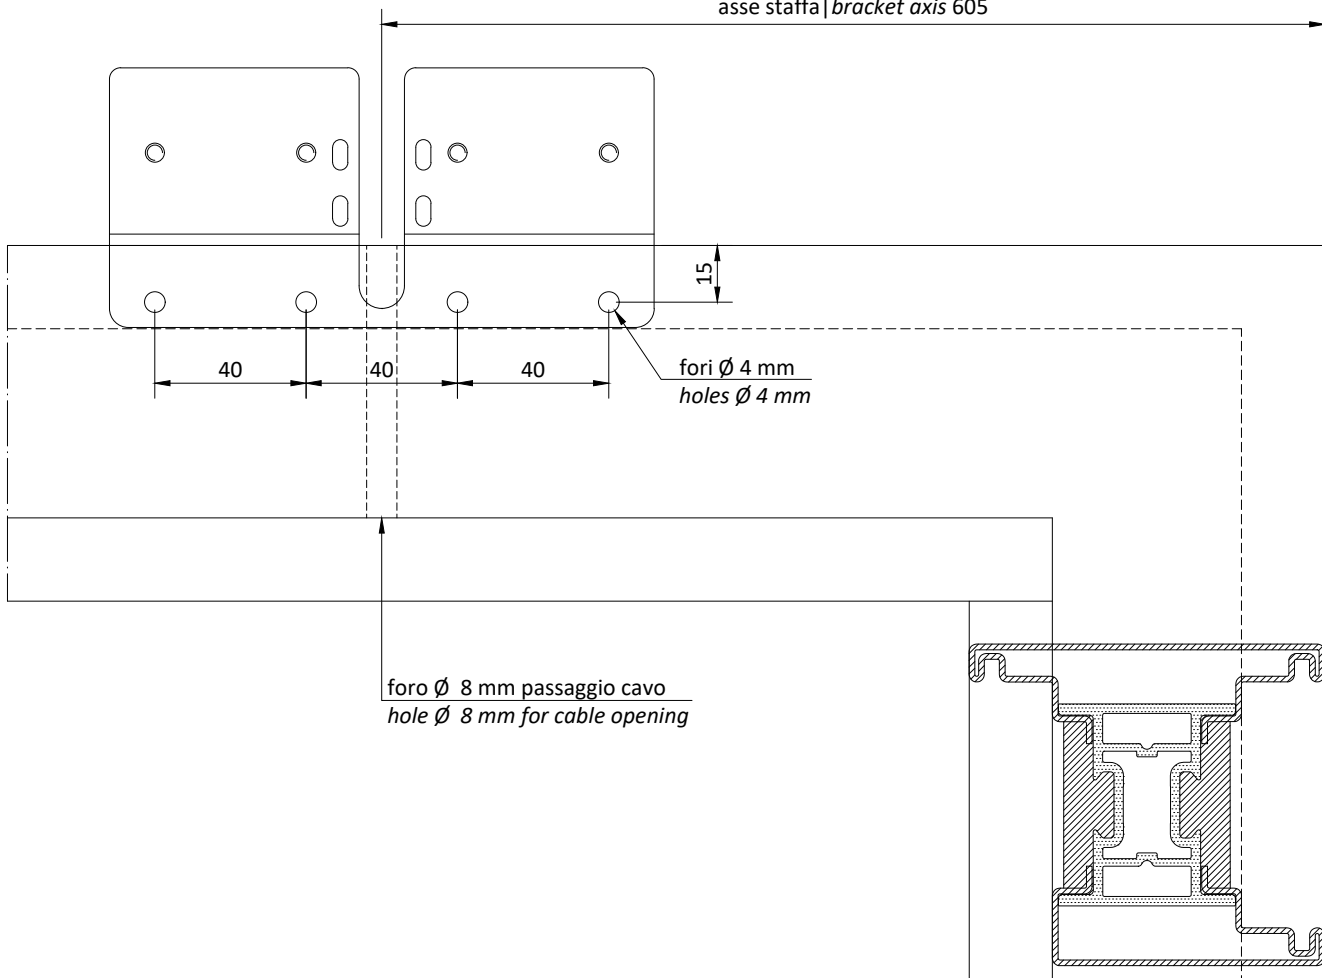 asse staffa|bracket axis 605
15
40 40 40
fori Ø 4 mm
holes Ø 4 mm
foro Ø 8 mm passaggio cavo
hole Ø 8 mm for cable opening